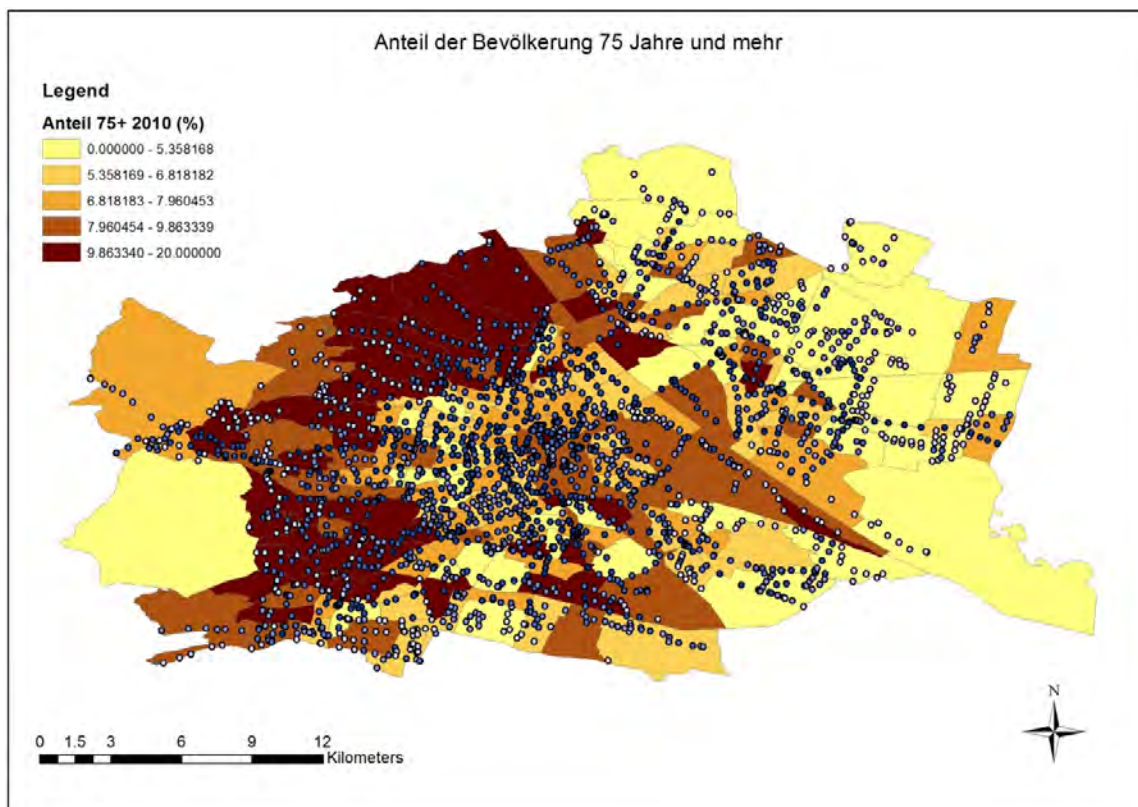 Anteil der Bevölkerung 75 Jahre und mehr
Legend
Anteil 75+ 2010 (%)
0.000000 - 5.358168
5.358169 - 6.818182
6.818183 - 7.960453
7.960454 - 9.863339
9.863340 - 20.000000
N
0 1.5 3 6 9 12
Kilometers